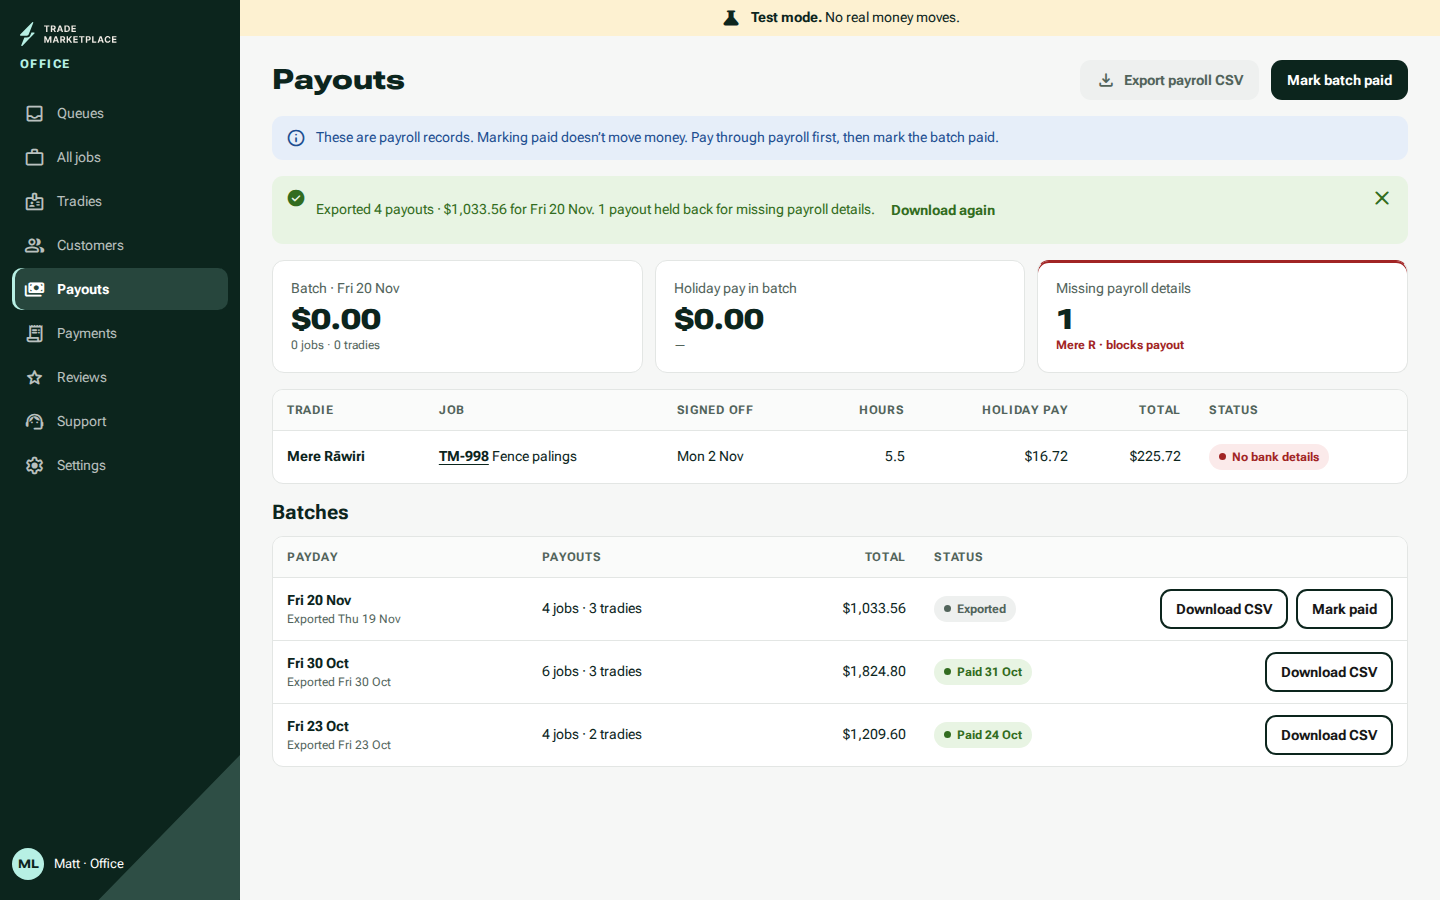 TRADE
MARKETPLACE
OFFICE
Queues
All jobs
Tradies
Customers
Payouts
Payments
Reviews
Support
Settings
ML
Matt · Office
Test mode. No real money moves.
Payouts
Export payroll CSV
Mark batch paid
These are payroll records. Marking paid doesn't move money. Pay through payroll first, then mark the batch paid.
Exported 4 payouts · $1,033.56 for Fri 20 Nov. 1 payout held back for missing payroll details. Download again
Batch · Fri 20 Nov
$0.00
0 jobs · 0 tradies
Holiday pay in batch
$0.00
—
Missing payroll details
1
Mere R · blocks payout
TRADIE JOB SIGNED OFF HOURS HOLIDAY PAY TOTAL STATUS
Mere Rāwiri TM-998 Fence palings Mon 2 Nov 5.5 $16.72 $225.72 No bank details
Batches
PAYDAY PAYOUTS TOTAL STATUS
Fri 20 Nov
Exported Thu 19 Nov
4 jobs · 3 tradies $1,033.56 Exported Download CSV Mark paid
Fri 30 Oct
Exported Fri 30 Oct
6 jobs · 3 tradies $1,824.80 Paid 31 Oct Download CSV
Fri 23 Oct
Exported Fri 23 Oct
4 jobs · 2 tradies $1,209.60 Paid 24 Oct Download CSV